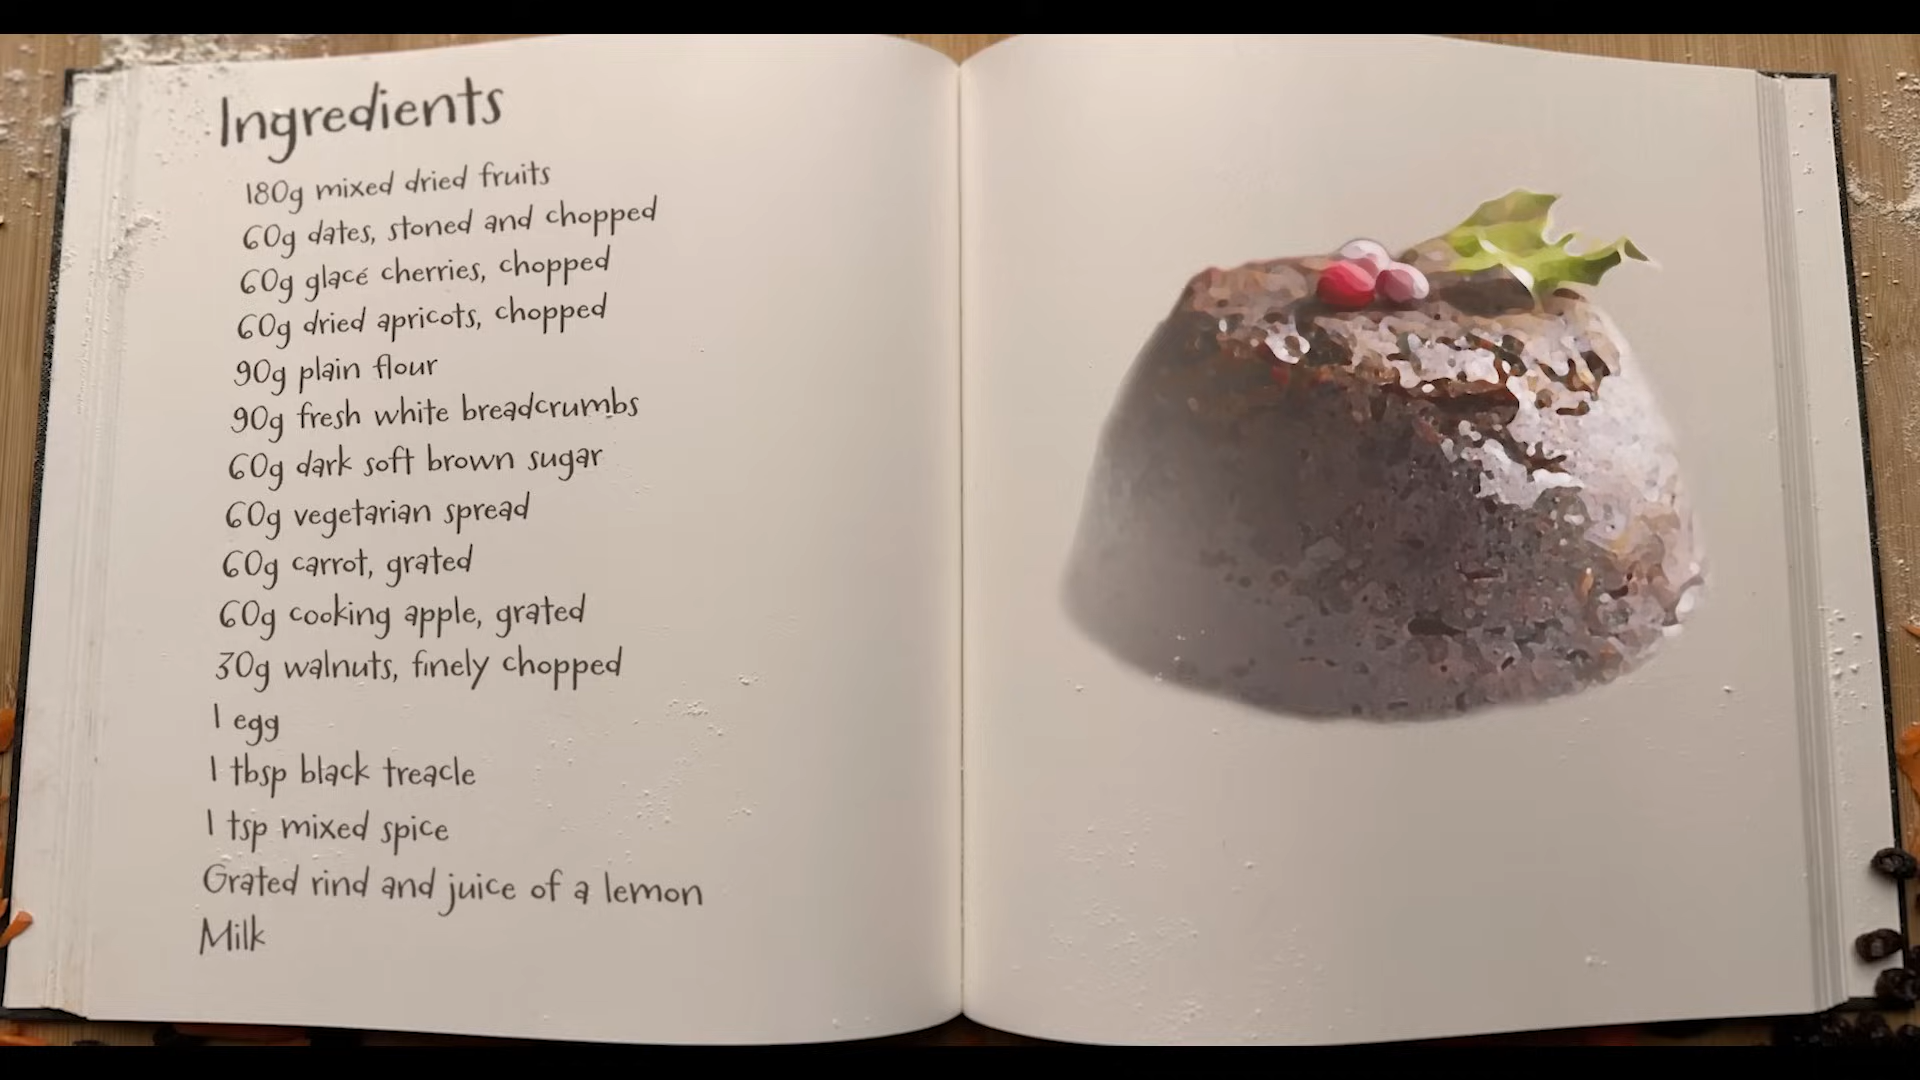 Ingredients
180g mixed dried fruits
60g dates, stoned and chopped
60g glacé cherries, chopped
60g dried apricots, chopped
90g plain flour
90g fresh white breadcrumbs
60g dark soft brown sugar
60g vegetarian spread
60g carrot, grated
60g cooking apple, grated
30g walnuts, finely chopped
1 egg
1 tbsp black treacle
1 tsp mixed spice
Grated rind and juice of a lemon
Milk